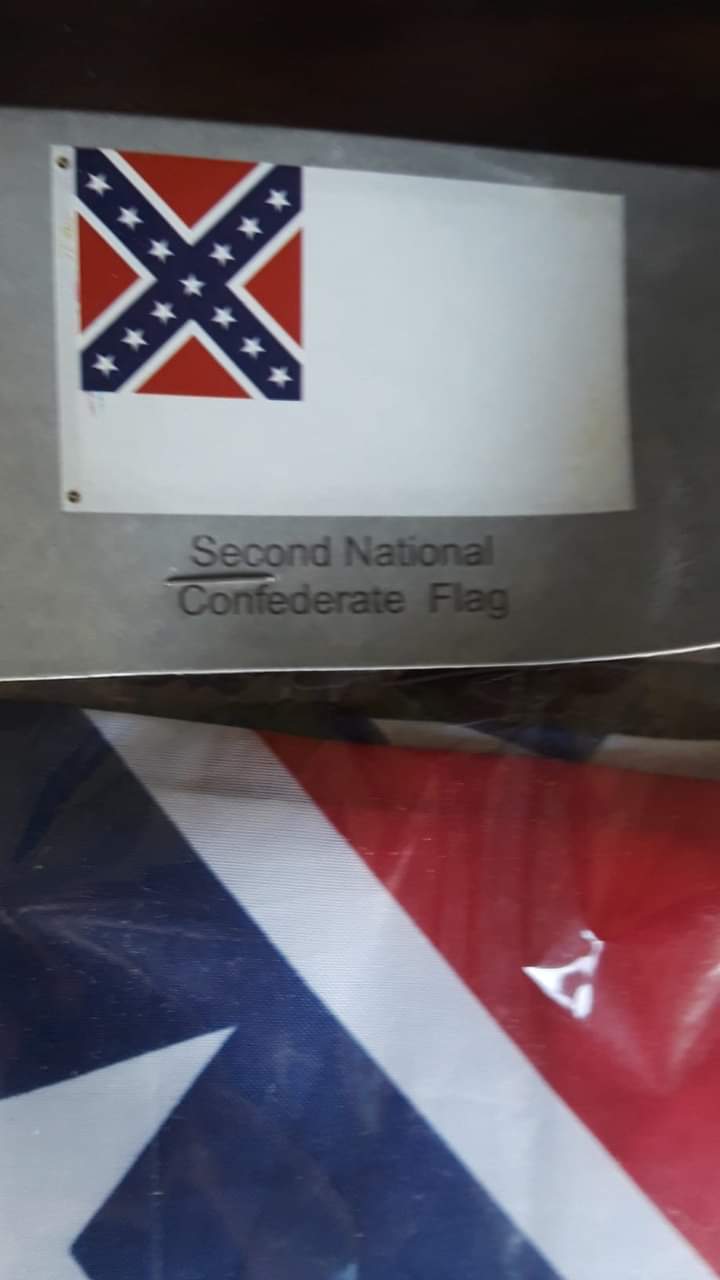 Second National
Confederate Flag